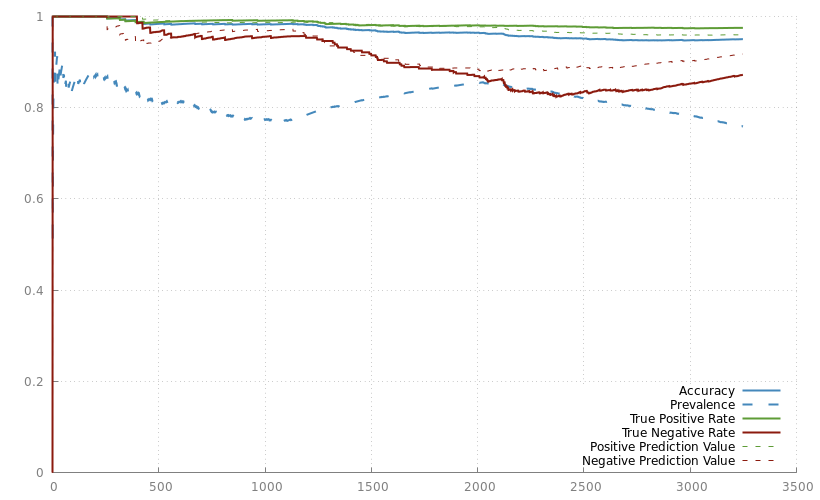 1
0.8
0.6
0.4
0.2
0
Accuracy
Prevalence
True Positive Rate
True Negative Rate
Positive Prediction Value
Negative Prediction Value
0 500 1000 1500 2000 2500 3000 3500